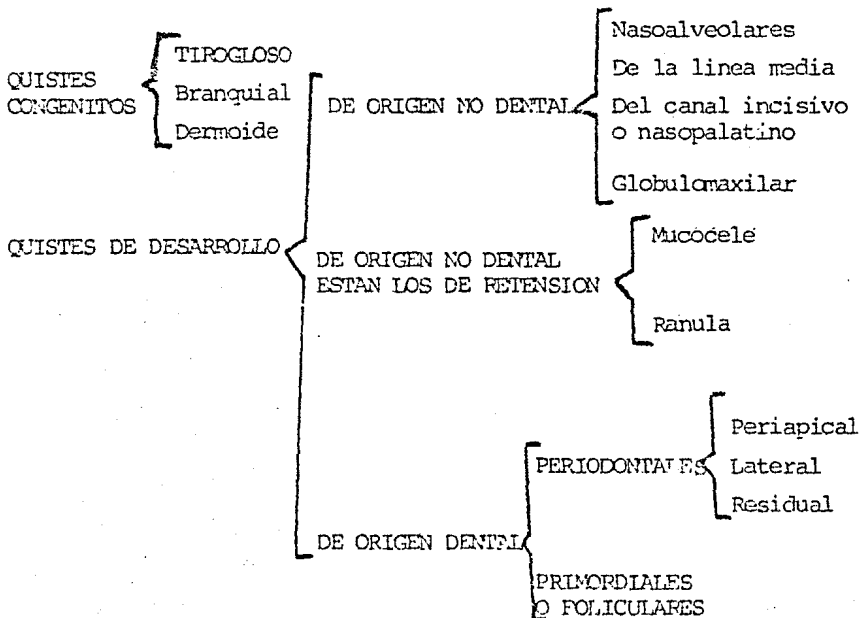 QUISTES
CONGENITOS
TIROGLOSO
Branquial
Dermoide
QUISTES DE DESARROLLO
DE ORIGEN NO DENTAL
Nasoalveolares
De la linea media
Del canal incisivo
o nasopalatino
Globulomaxilar
DE ORIGEN NO DENTAL
ESTAN LOS DE RETENSION
Mucocele
Ranula
DE ORIGEN DENTAL
PERIODONTALES
Periapical
Lateral
Residual
PRIMORDIALES
O FOLICULARES